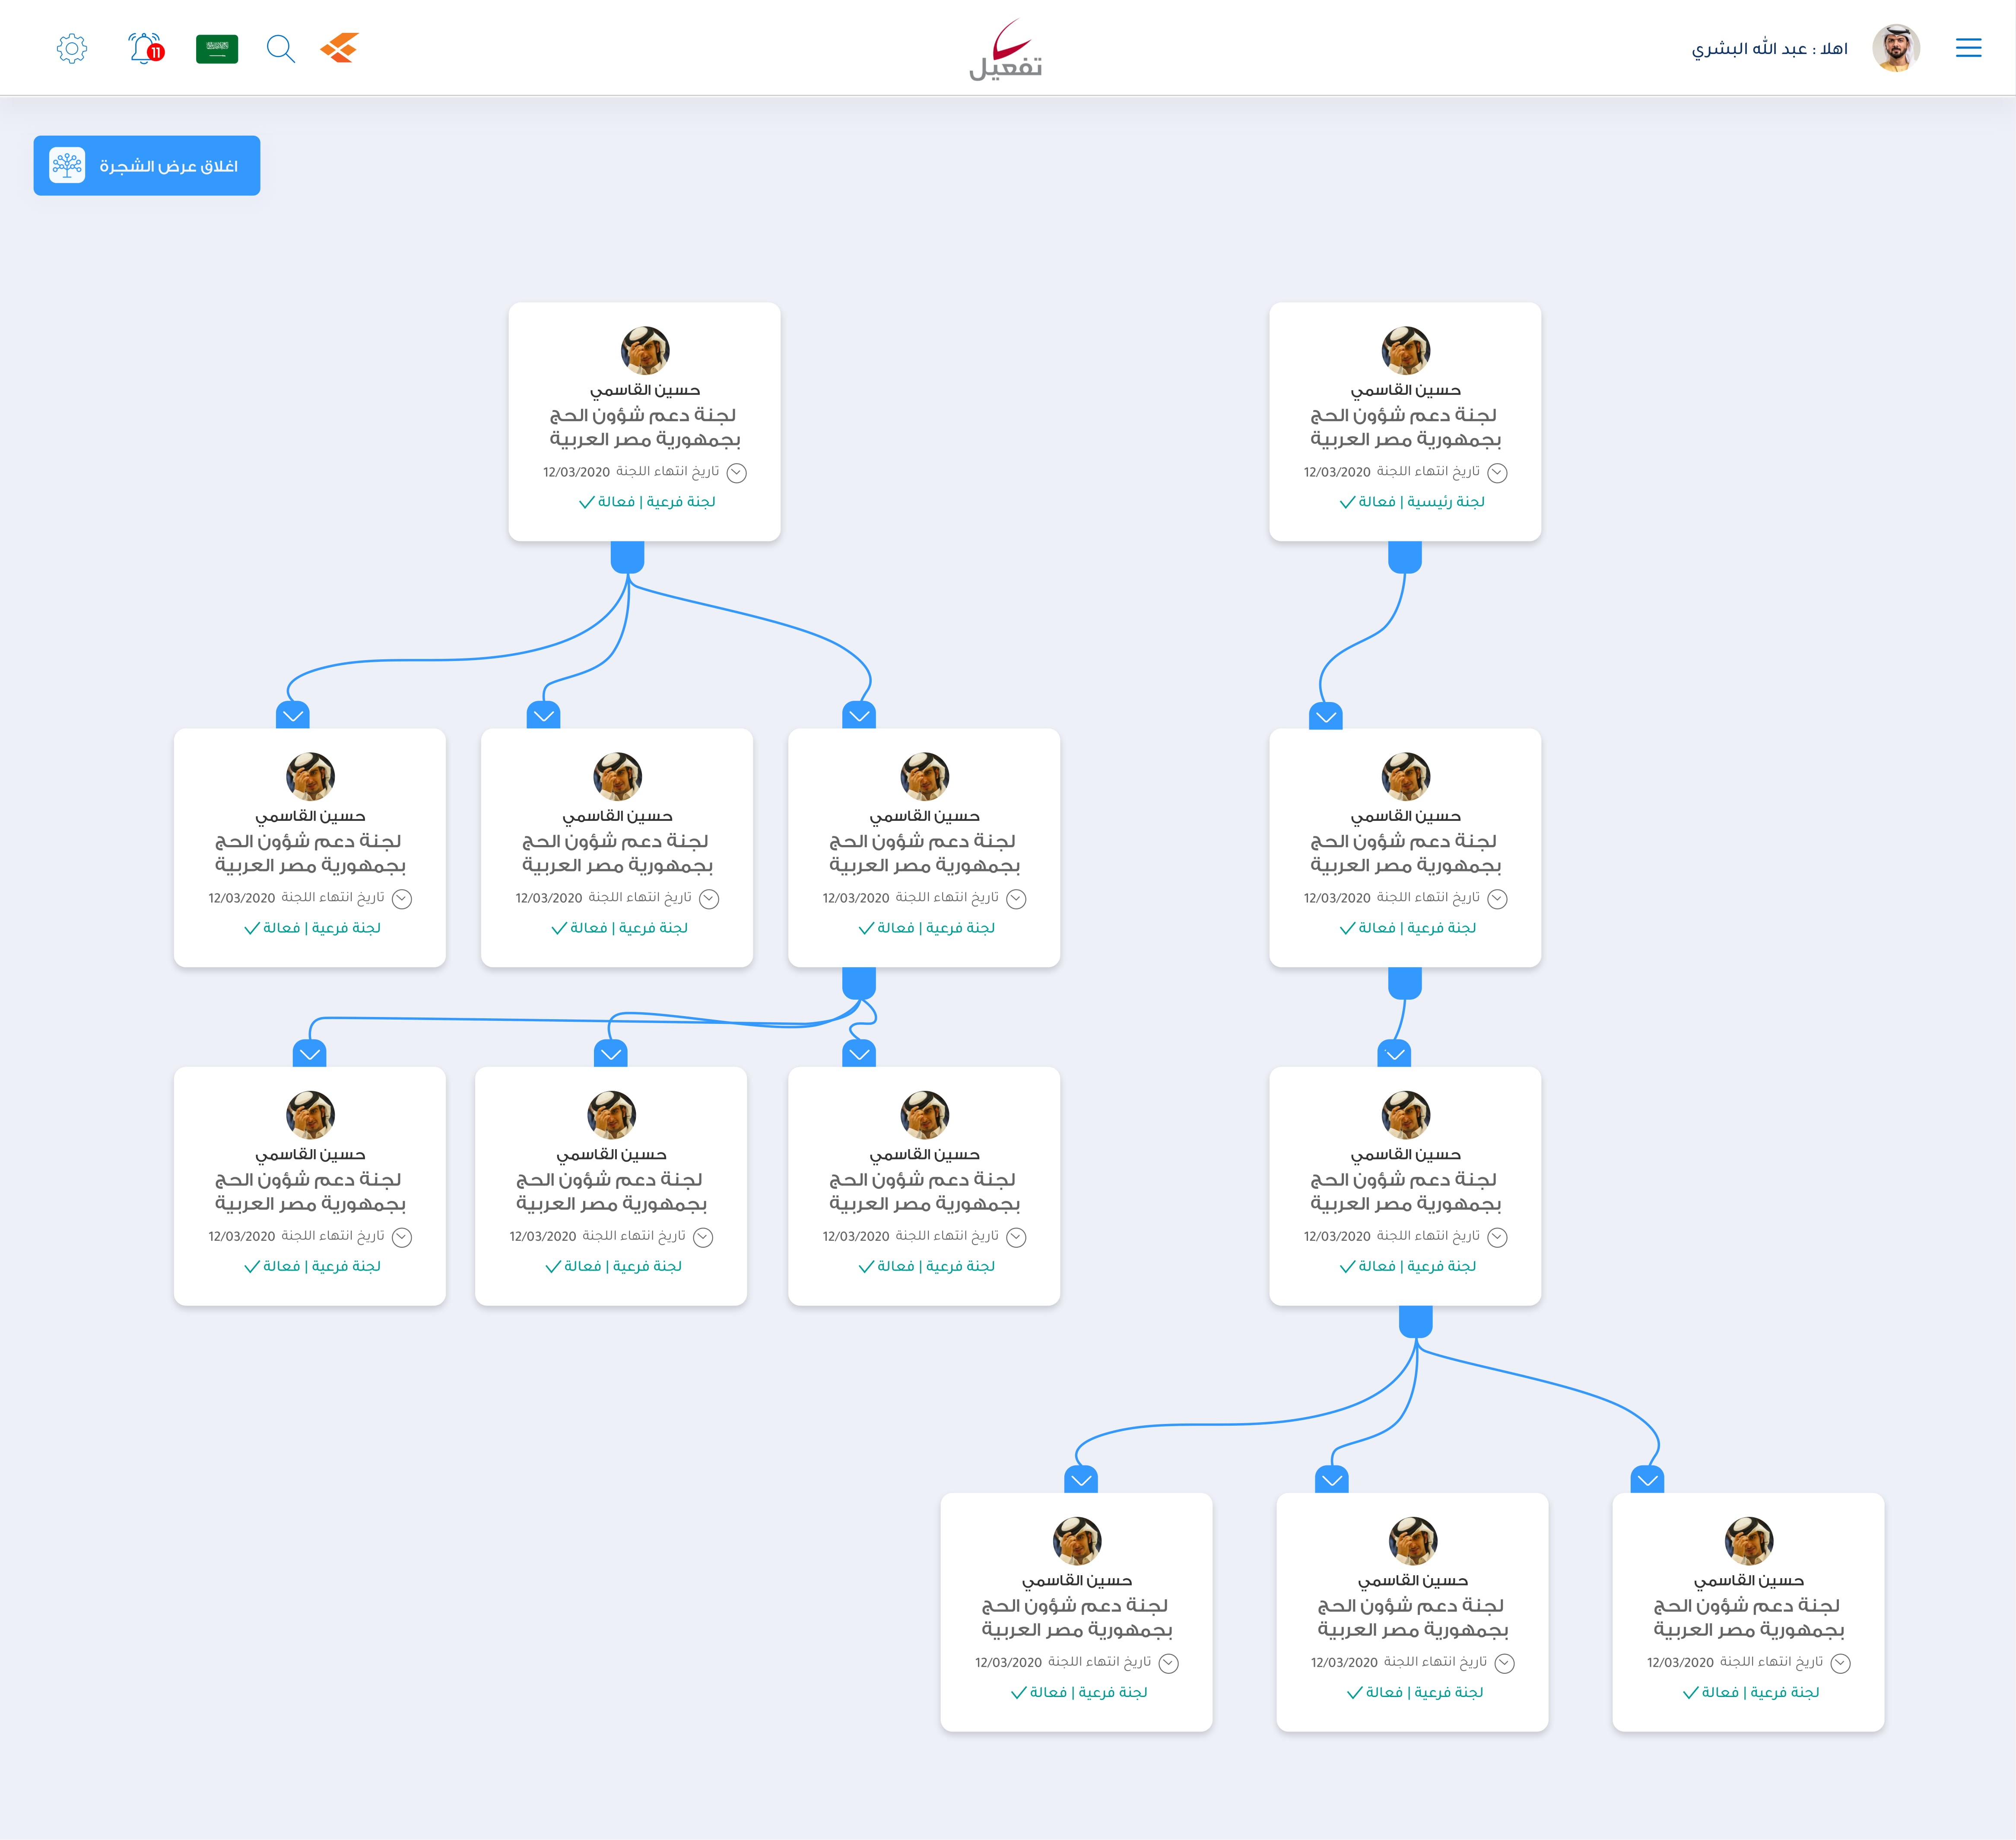 اهلا : عبد الله البشري
تفعيل
11
اغلاق عرض الشجرة
حسين القاسمي
لجنة دعم شؤون الحج
بجمهورية مصر العربية
تاريخ انتهاء اللجنة 12/03/2020
لجنة رئيسية | فعالة
حسين القاسمي
لجنة دعم شؤون الحج
بجمهورية مصر العربية
تاريخ انتهاء اللجنة 12/03/2020
لجنة فرعية | فعالة
حسين القاسمي
لجنة دعم شؤون الحج
بجمهورية مصر العربية
تاريخ انتهاء اللجنة 12/03/2020
لجنة فرعية | فعالة
حسين القاسمي
لجنة دعم شؤون الحج
بجمهورية مصر العربية
تاريخ انتهاء اللجنة 12/03/2020
لجنة فرعية | فعالة
حسين القاسمي
لجنة دعم شؤون الحج
بجمهورية مصر العربية
تاريخ انتهاء اللجنة 12/03/2020
لجنة فرعية | فعالة
حسين القاسمي
لجنة دعم شؤون الحج
بجمهورية مصر العربية
تاريخ انتهاء اللجنة 12/03/2020
لجنة فرعية | فعالة
حسين القاسمي
لجنة دعم شؤون الحج
بجمهورية مصر العربية
تاريخ انتهاء اللجنة 12/03/2020
لجنة فرعية | فعالة
حسين القاسمي
لجنة دعم شؤون الحج
بجمهورية مصر العربية
تاريخ انتهاء اللجنة 12/03/2020
لجنة فرعية | فعالة
حسين القاسمي
لجنة دعم شؤون الحج
بجمهورية مصر العربية
تاريخ انتهاء اللجنة 12/03/2020
لجنة فرعية | فعالة
حسين القاسمي
لجنة دعم شؤون الحج
بجمهورية مصر العربية
تاريخ انتهاء اللجنة 12/03/2020
لجنة فرعية | فعالة
حسين القاسمي
لجنة دعم شؤون الحج
بجمهورية مصر العربية
تاريخ انتهاء اللجنة 12/03/2020
لجنة فرعية | فعالة
حسين القاسمي
لجنة دعم شؤون الحج
بجمهورية مصر العربية
تاريخ انتهاء اللجنة 12/03/2020
لجنة فرعية | فعالة
حسين القاسمي
لجنة دعم شؤون الحج
بجمهورية مصر العربية
تاريخ انتهاء اللجنة 12/03/2020
لجنة فرعية | فعالة